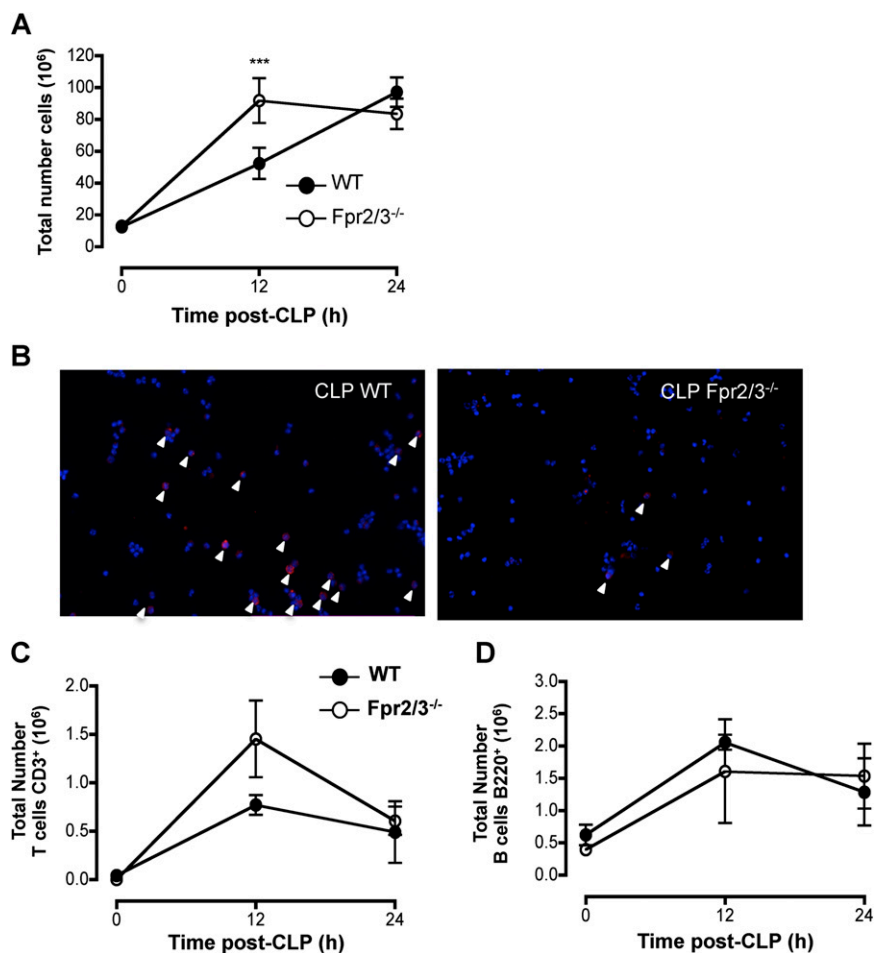 A
Total number cells (10⁶)
120
100
80
60
40
20
0
***
WT
Fpr2/3⁻/⁻
0 12 24
Time post-CLP (h)
B
CLP WT
CLP Fpr2/3⁻/⁻
C
Total Number
T cells CD3⁺ (10⁶)
2.0
1.5
1.0
0.5
0.0
WT
Fpr2/3⁻/⁻
0 12 24
Time post-CLP (h)
D
Total Number
B cells B220⁺ (10⁶)
3.0
2.5
2.0
1.5
1.0
0.5
0.0
0 12 24
Time post-CLP (h)